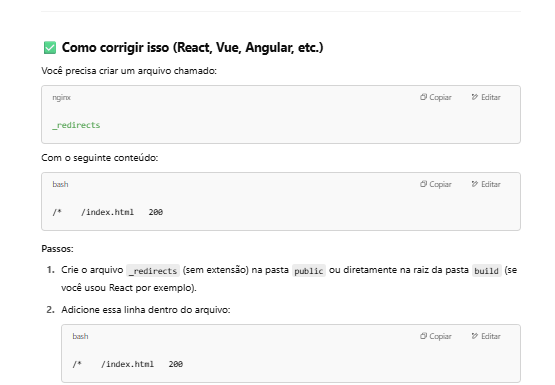 ✅ Como corrigir isso (React, Vue, Angular, etc.)
Você precisa criar um arquivo chamado:
nginx Copiar Editar
_redirects
Com o seguinte conteúdo:
bash Copiar Editar
/* /index.html 200
Passos:
1. Crie o arquivo _redirects (sem extensão) na pasta public ou diretamente na raiz da pasta build (se
você usou React por exemplo).
2. Adicione essa linha dentro do arquivo:
bash Copiar Editar
/* /index.html 200